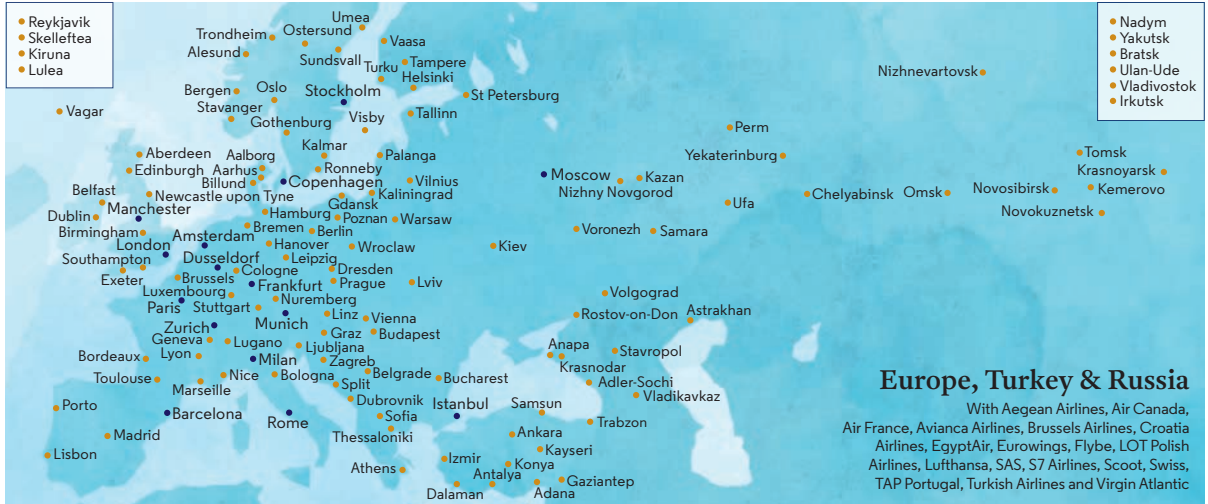 Reykjavik
Skelleftea
Kiruna
Lulea
Nadym
Yakutsk
Bratsk
Ulan-Ude
Vladivostok
Irkutsk
Umea
Trondheim
Ostersund
Vaasa
Alesund
Sundsvall
Tampere
Turku
Helsinki
Nizhnevartovsk
Bergen
Oslo
Stockholm
St Petersburg
Vagar
Stavanger
Visby
Tallinn
Gothenburg
Perm
Kalmar
Aberdeen
Aalborg
Palanga
Yekaterinburg
Tomsk
Edinburgh
Aarhus
Ronneby
Krasnoyarsk
Billund
Copenhagen
Vilnius
Moscow
Kazan
Belfast
Newcastle upon Tyne
Kaliningrad
Nizhny Novgorod
Chelyabinsk
Omsk
Novosibirsk
Kemerovo
Gdansk
Manchester
Ufa
Dublin
Hamburg
Poznan
Warsaw
Novokuznetsk
Birmingham
Bremen
Berlin
Voronezh
Samara
Amsterdam
London
Hanover
Wroclaw
Kiev
Southampton
Dusseldorf
Leipzig
Exeter
Brussels
Cologne
Dresden
Luxembourg
Frankfurt
Prague
Lviv
Paris
Stuttgart
Nuremberg
Volgograd
Zurich
Munich
Linz
Vienna
Rostov-on-Don
Astrakhan
Geneva
Lugano
Graz
Budapest
Bordeaux
Lyon
Milan
Ljubljana
Anapa
Stavropol
Zagreb
Krasnodar
Toulouse
Marseille
Nice
Bologna
Belgrade
Bucharest
Adler-Sochi
Split
Vladikavkaz
Porto
Barcelona
Rome
Dubrovnik
Istanbul
Samsun
Sofia
Trabzon
Madrid
Thessaloniki
Ankara
Lisbon
Athens
Izmir
Kayseri
Konya
Antalya
Gaziantep
Dalaman
Adana
Europe, Turkey & Russia
With Aegean Airlines, Air Canada,
Air France, Avianca Airlines, Brussels Airlines, Croatia
Airlines, EgyptAir, Eurowings, Flybe, LOT Polish
Airlines, Lufthansa, SAS, S7 Airlines, Scoot, Swiss,
TAP Portugal, Turkish Airlines and Virgin Atlantic